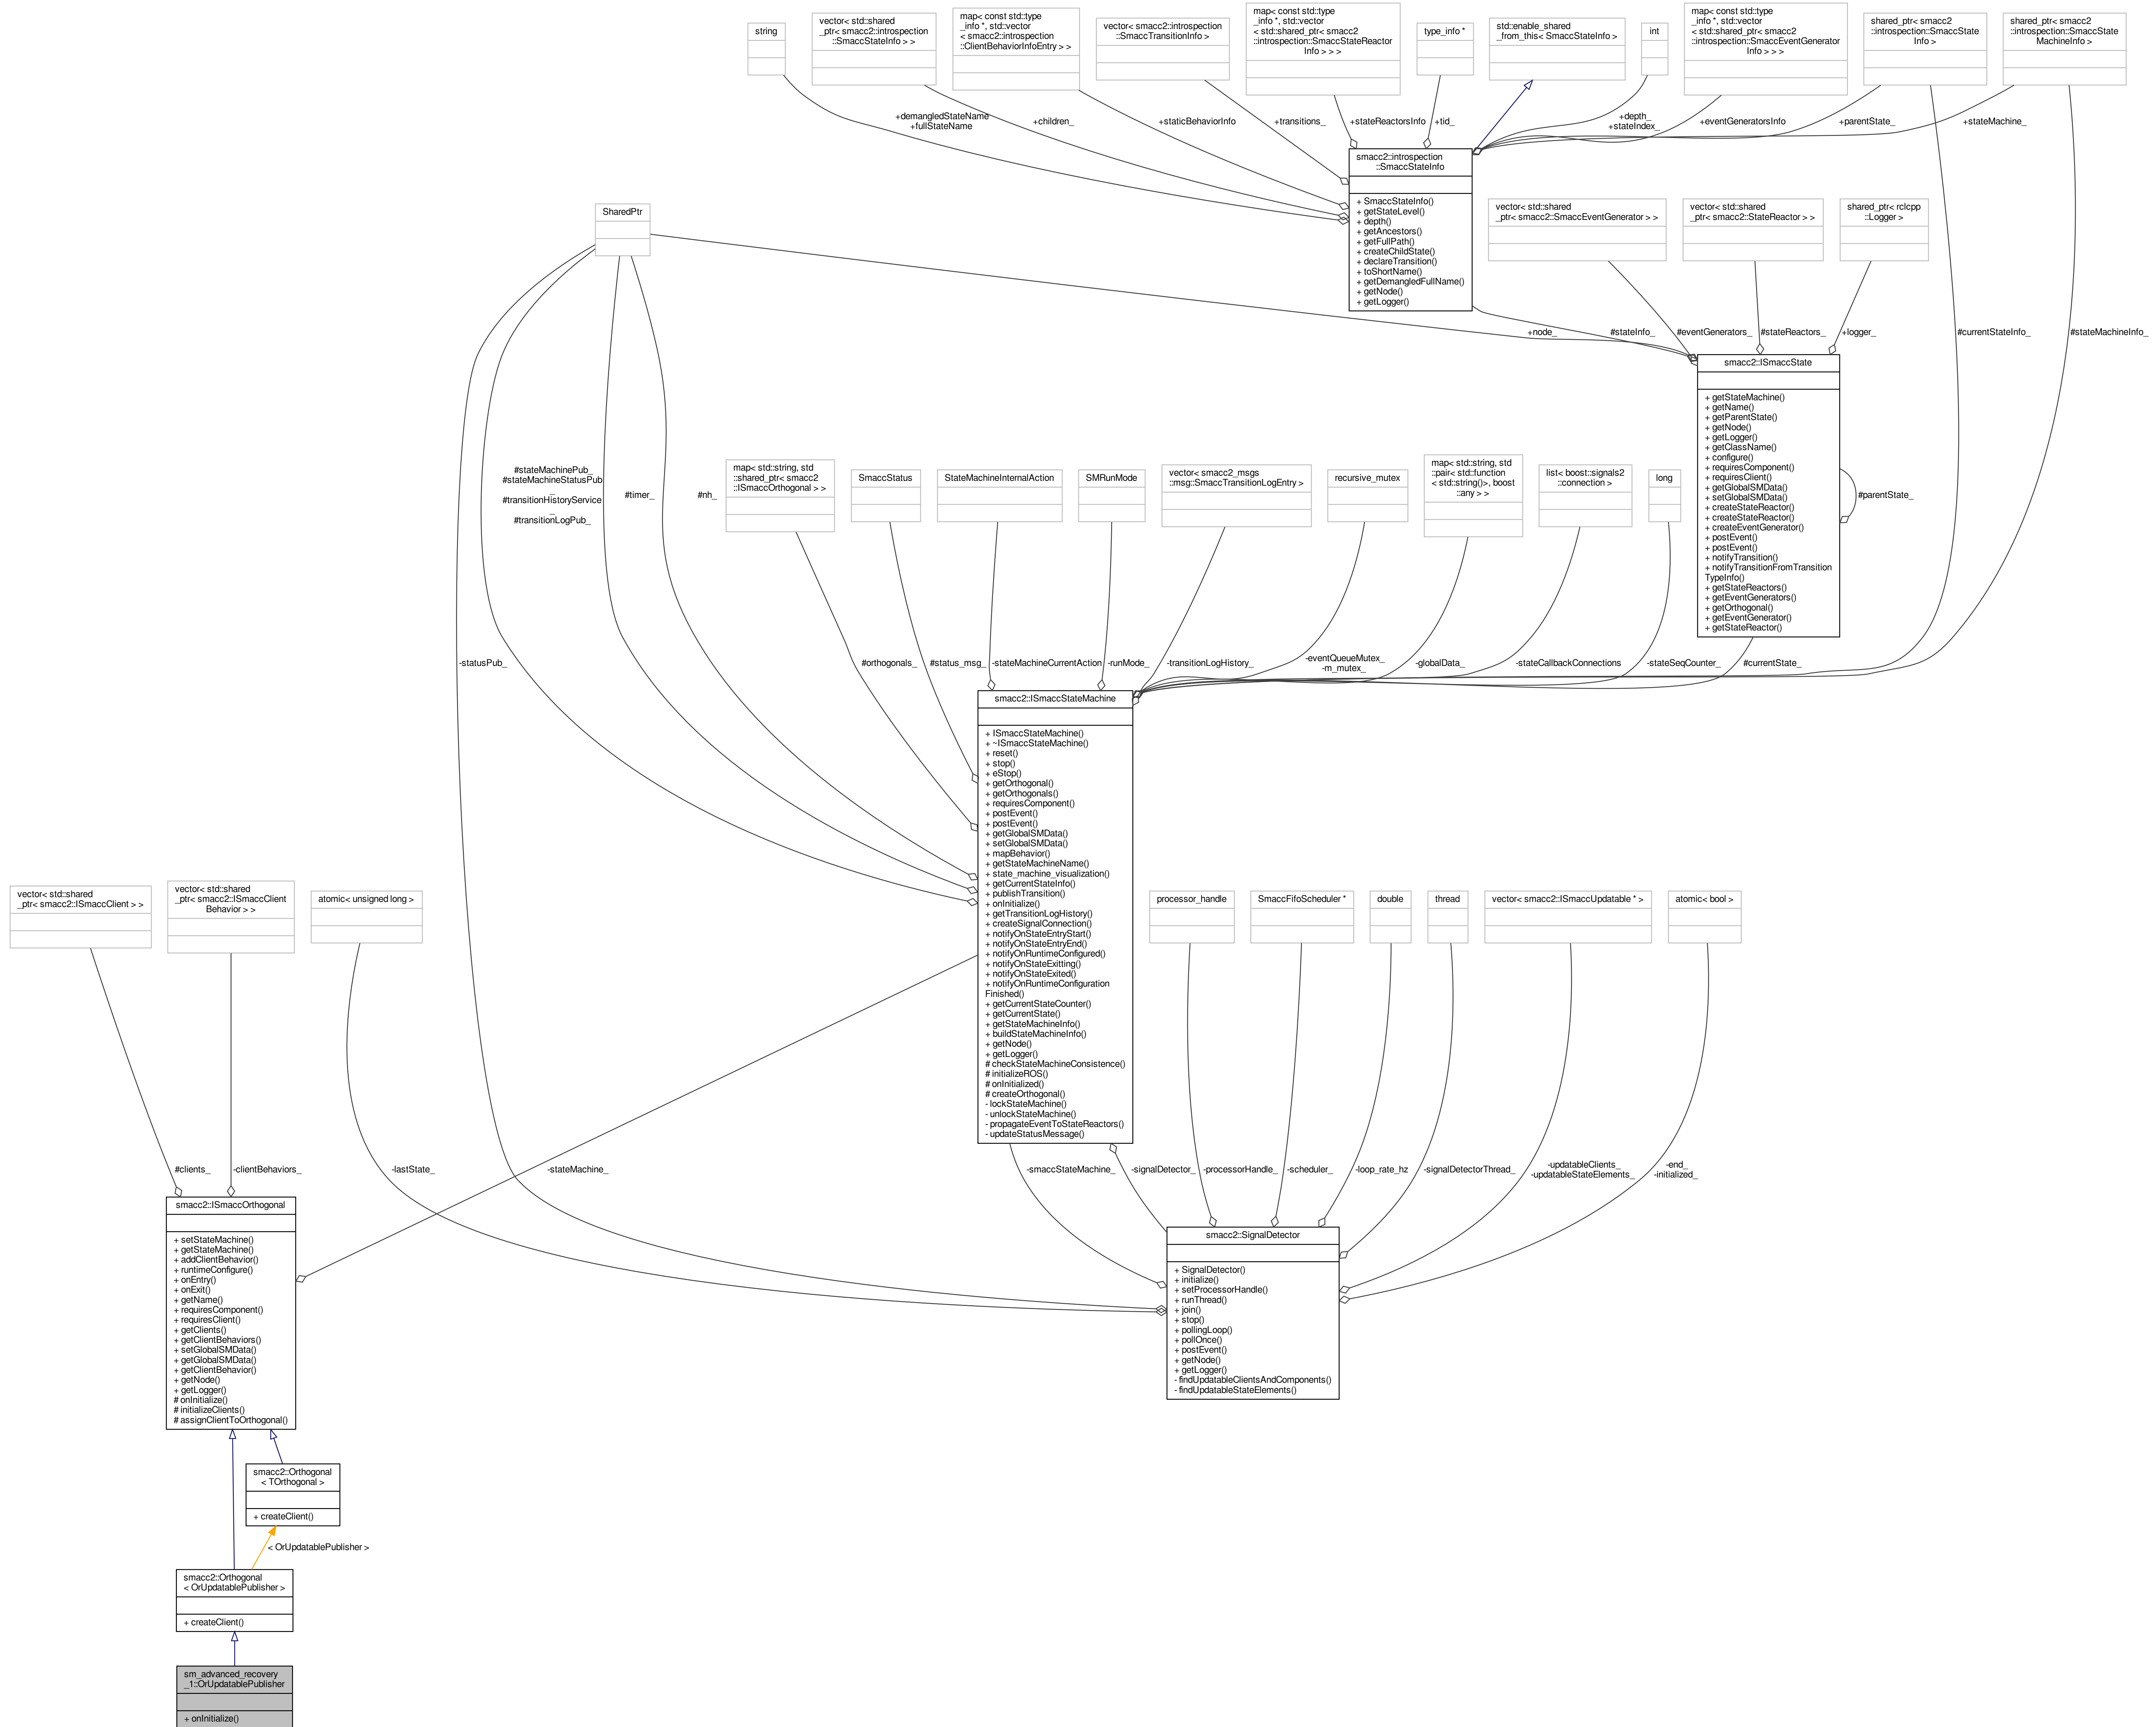 string
vector< std::shared
_ptr< smacc2::introspection
::SmaccStateInfo > >
map< const std::type
_info *, std::vector
< smacc2::introspection
::ClientBehaviorInfoEntry > >
vector< smacc2::introspection
::SmaccTransitionInfo >
map< const std::type
_info *, std::vector
< std::shared_ptr< smacc2
::introspection::SmaccStateReactor
Info > > >
type_info *
std::enable_shared
_from_this< SmaccStateInfo >
int
map< const std::type
_info *, std::vector
< std::shared_ptr< smacc2
::introspection::SmaccEventGenerator
Info > > >
shared_ptr< smacc2
::introspection::SmaccState
Info >
shared_ptr< smacc2
::introspection::SmaccState
MachineInfo >
+demangledStateName
+fullStateName
+children_
+staticBehaviorInfo
+transitions_
+stateReactorsInfo
+tid_
+depth_
+stateIndex_
+eventGeneratorsInfo
+parentState_
+stateMachine_
smacc2::introspection
::SmaccStateInfo
+ SmaccStateInfo()
+ getStateLevel()
+ depth()
+ getAncestors()
+ getFullPath()
+ createChildState()
+ declareTransition()
+ toShortName()
+ getDemangledFullName()
+ getNode()
+ getLogger()
SharedPtr
vector< std::shared
_ptr< smacc2::SmaccEventGenerator > >
vector< std::shared
_ptr< smacc2::StateReactor > >
shared_ptr< rclcpp
::Logger >
+node_
#stateInfo_
#eventGenerators_
#stateReactors_
+logger_
#currentStateInfo_
#stateMachineInfo_
smacc2::ISmaccState
+ getStateMachine()
+ getName()
+ getParentState()
+ getNode()
+ getLogger()
+ getClassName()
+ configure()
+ requiresComponent()
+ requiresClient()
+ getGlobalSMData()
+ setGlobalSMData()
+ createStateReactor()
+ createStateReactor()
+ createEventGenerator()
+ postEvent()
+ postEvent()
+ notifyTransition()
+ notifyTransitionFromTransition
TypeInfo()
+ getStateReactors()
+ getEventGenerators()
+ getOrthogonal()
+ getEventGenerator()
+ getStateReactor()
#parentState_
#stateMachinePub_
#stateMachineStatusPub
_
#transitionHistoryService
_
#transitionLogPub_
#timer_
#nh_
map< std::string, std
::shared_ptr< smacc2
::ISmaccOrthogonal > >
SmaccStatus
StateMachineInternalAction
SMRunMode
vector< smacc2_msgs
::msg::SmaccTransitionLogEntry >
recursive_mutex
map< std::string, std
::pair< std::function
< std::string()>, boost
::any > >
list< boost::signals2
::connection >
long
-statusPub_
#orthogonals_
#status_msg_
-stateMachineCurrentAction
-runMode_
-transitionLogHistory_
-eventQueueMutex_
-m_mutex_
-globalData_
-stateCallbackConnections
-stateSeqCounter_
#currentState_
smacc2::ISmaccStateMachine
+ ISmaccStateMachine()
+ ~ISmaccStateMachine()
+ reset()
+ stop()
+ eStop()
+ getOrthogonal()
+ getOrthogonals()
+ requiresComponent()
+ postEvent()
+ postEvent()
+ getGlobalSMData()
+ setGlobalSMData()
+ mapBehavior()
+ getStateMachineName()
+ state_machine_visualization()
+ getCurrentStateInfo()
+ publishTransition()
+ onInitialize()
+ getTransitionLogHistory()
+ createSignalConnection()
+ notifyOnStateEntryStart()
+ notifyOnStateEntryEnd()
+ notifyOnRuntimeConfigured()
+ notifyOnStateExitting()
+ notifyOnStateExited()
+ notifyOnRuntimeConfiguration
Finished()
+ getCurrentStateCounter()
+ getCurrentState()
+ getStateMachineInfo()
+ buildStateMachineInfo()
+ getNode()
+ getLogger()
# checkStateMachineConsistence()
# initializeROS()
# onInitialized()
# createOrthogonal()
- lockStateMachine()
- unlockStateMachine()
- propagateEventToStateReactors()
- updateStatusMessage()
vector< std::shared
_ptr< smacc2::ISmaccClient > >
vector< std::shared
_ptr< smacc2::ISmaccClient
Behavior > >
atomic< unsigned long >
processor_handle
SmaccFifoScheduler *
double
thread
vector< smacc2::ISmaccUpdatable * >
atomic< bool >
#clients_
-clientBehaviors_
-lastState_
-stateMachine_
-smaccStateMachine_
-signalDetector_
-processorHandle_
-scheduler_
-loop_rate_hz
-signalDetectorThread_
-updatableClients_
-updatableStateElements_
-end_
-initialized_
smacc2::ISmaccOrthogonal
+ setStateMachine()
+ getStateMachine()
+ addClientBehavior()
+ runtimeConfigure()
+ onEntry()
+ onExit()
+ getName()
+ requiresComponent()
+ requiresClient()
+ getClients()
+ getClientBehaviors()
+ setGlobalSMData()
+ getGlobalSMData()
+ getClientBehavior()
+ getNode()
+ getLogger()
# onInitialize()
# initializeClients()
# assignClientToOrthogonal()
smacc2::SignalDetector
+ SignalDetector()
+ initialize()
+ setProcessorHandle()
+ runThread()
+ join()
+ stop()
+ pollingLoop()
+ pollOnce()
+ postEvent()
+ getNode()
+ getLogger()
- findUpdatableClientsAndComponents()
- findUpdatableStateElements()
smacc2::Orthogonal
< TOrthogonal >
+ createClient()
< OrUpdatablePublisher >
smacc2::Orthogonal
< OrUpdatablePublisher >
+ createClient()
sm_advanced_recovery
_1::OrUpdatablePublisher
+ onInitialize()